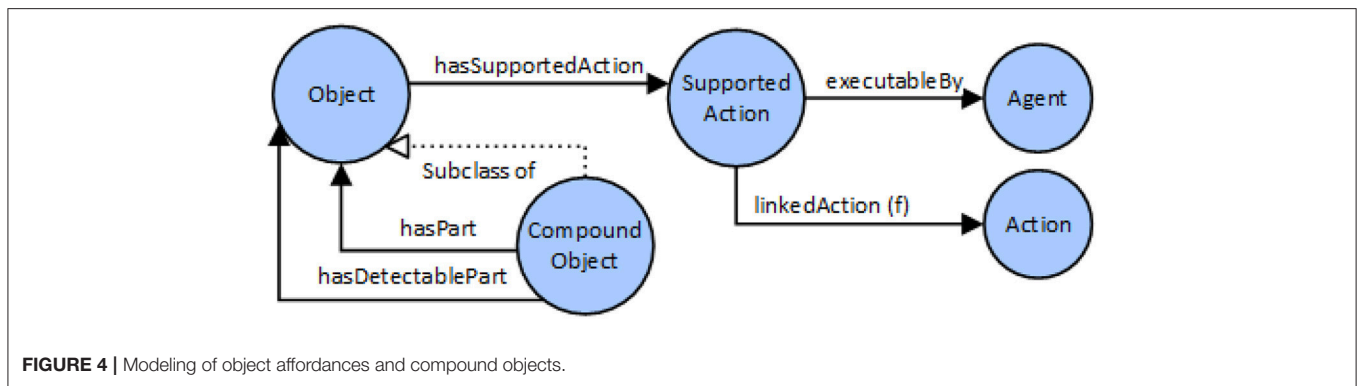 hasSupportedAction
Object
Supported
Action
executableBy
Agent
Subclass of
linkedAction (f)
Action
hasPart
Compound
Object
hasDetectablePart
FIGURE 4 | Modeling of object affordances and compound objects.